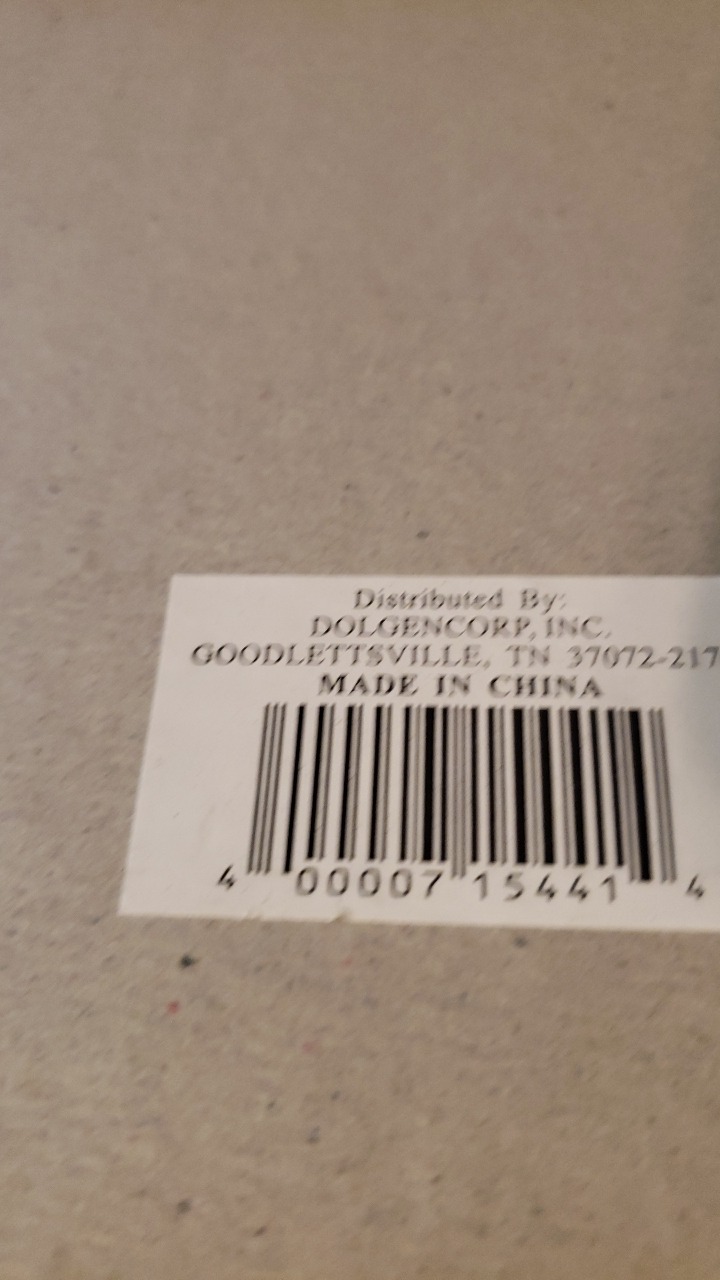 Distributed By:
DOLGENCORP, INC.
GOODLETTSVILLE, TN 37072-217
MADE IN CHINA
4 00007 15441 4